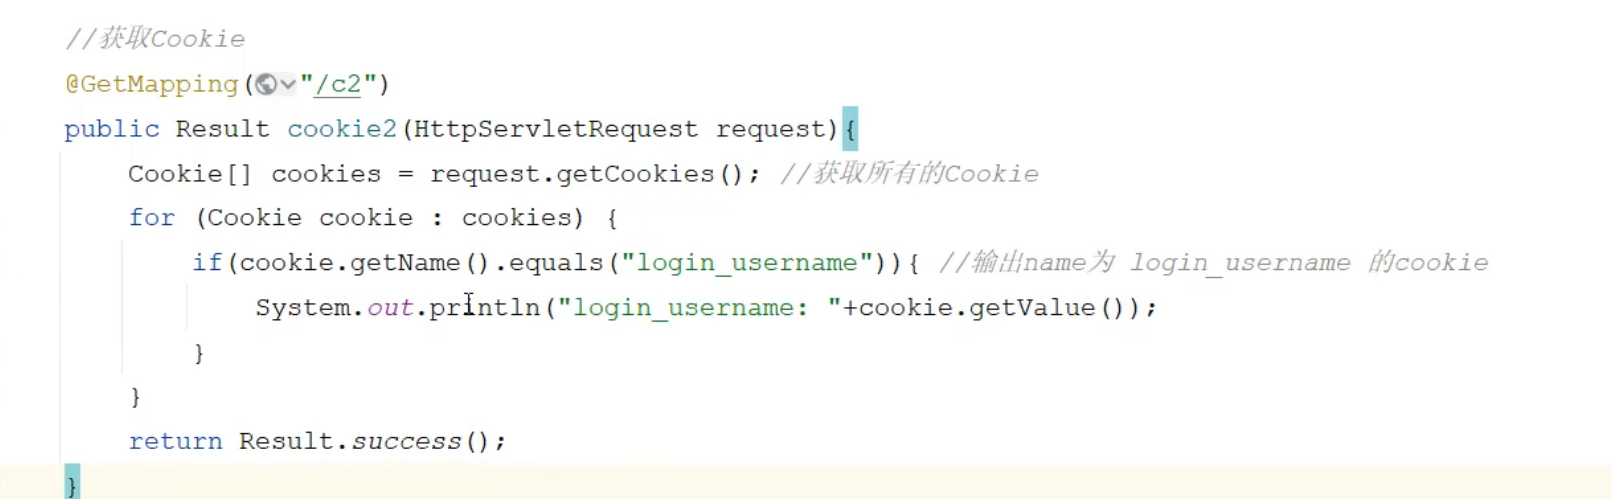 //获取Cookie
@GetMapping("/c2")
public Result cookie2(HttpServletRequest request){
Cookie[] cookies = request.getCookies(); //获取所有的Cookie
for (Cookie cookie : cookies) {
if(cookie.getName().equals("login_username")){ //输出name为 login_username 的cookie
System.out.println("login_username: "+cookie.getValue());
}
}
return Result.success();
}